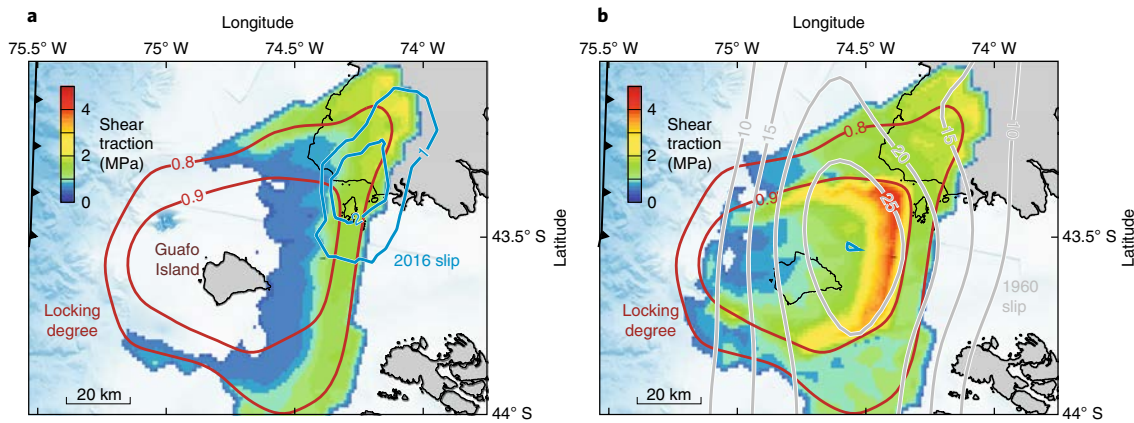 a
Longitude
75.5° W
75° W
74.5° W
74° W
4
2
0
Shear
traction
(MPa)
0.8
0.9
1
2
Guafo
Island
2016 slip
Locking
degree
20 km
43.5° S
Latitude
44° S
b
Longitude
75.5° W
75° W
74.5° W
74° W
4
2
0
Shear
traction
(MPa)
10
15
0.8
20
15
10
0.9
25
Locking
degree
1960
slip
20 km
43.5° S
Latitude
44° S